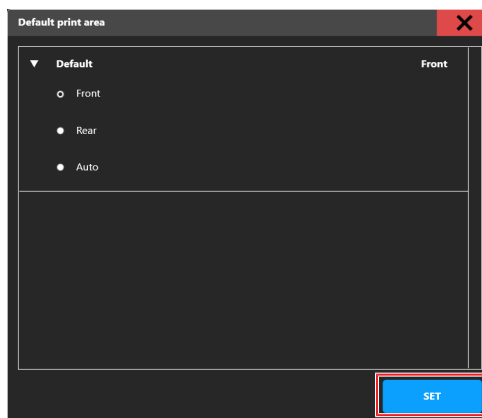 Default print area
Default Front
Front
Rear
Auto
SET